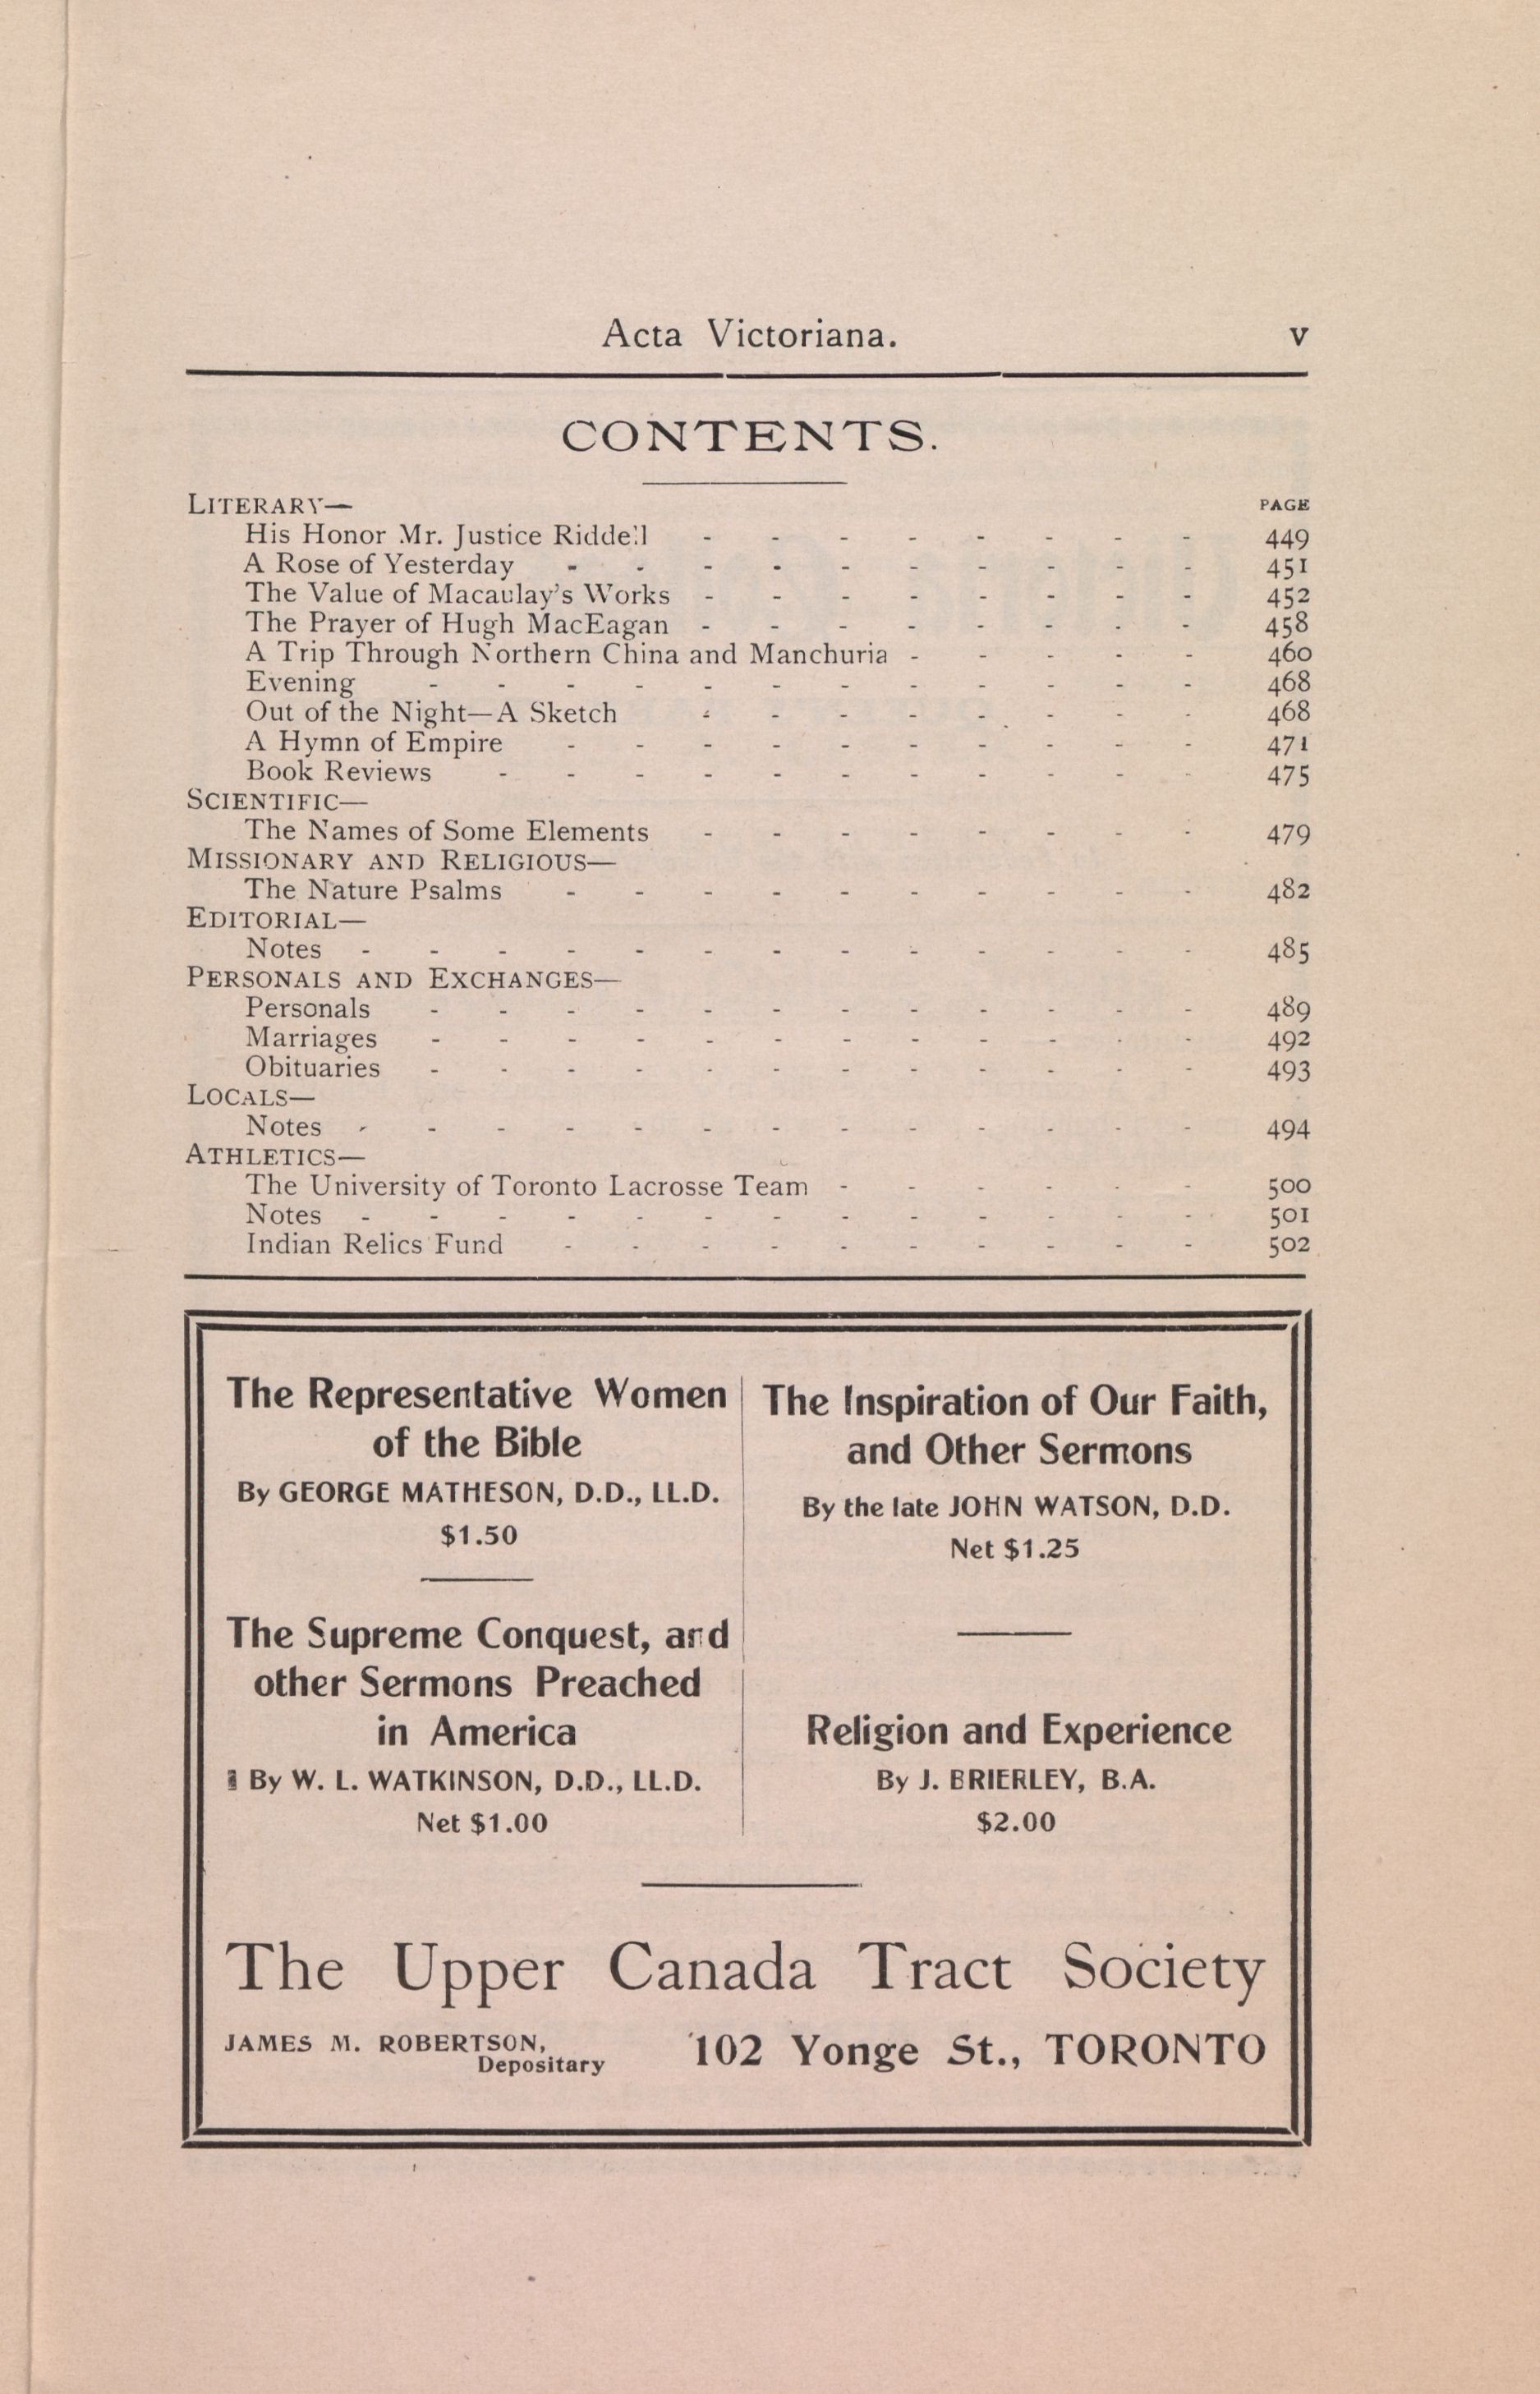 Acta Victoriana. v
CONTENTS.
LITERARY— PAGE
His Honor Mr. Justice Riddell - - - - - - - - 449
A Rose of Yesterday - - - - - - - - - - 451
The Value of Macaulay's Works - - - - - - - - 452
The Prayer of Hugh MacEagan - - - - - - - - 458
A Trip Through Northern China and Manchuria - - - - - 460
Evening - - - - - - - - - - - - 468
Out of the Night—A Sketch - - - - - - - - 468
A Hymn of Empire - - - - - - - - - - 471
Book Reviews - - - - - - - - - - - 475
SCIENTIFIC—
The Names of Some Elements - - - - - - - - 479
MISSIONARY AND RELIGIOUS—
The Nature Psalms - - - - - - - - - - 482
EDITORIAL—
Notes - - - - - - - - - - - - - 485
PERSONALS AND EXCHANGES—
Personals - - - - - - - - - - - - 489
Marriages - - - - - - - - - - - - 492
Obituaries - - - - - - - - - - - - 493
LOCALS—
Notes - - - - - - - - - - - - - 494
ATHLETICS—
The University of Toronto Lacrosse Team - - - - - - 500
Notes - - - - - - - - - - - - - 501
Indian Relics Fund - - - - - - - - - - 502
The Representative Women
of the Bible
By GEORGE MATHESON, D.D., LL.D.
$1.50
The Supreme Conquest, and
other Sermons Preached
in America
By W. L. WATKINSON, D.D., LL.D.
Net $1.00
The Inspiration of Our Faith,
and Other Sermons
By the late JOHN WATSON, D.D.
Net $1.25
Religion and Experience
By J. BRIERLEY, B.A.
$2.00
The Upper Canada Tract Society
JAMES M. ROBERTSON,
Depositary
102 Yonge St., TORONTO